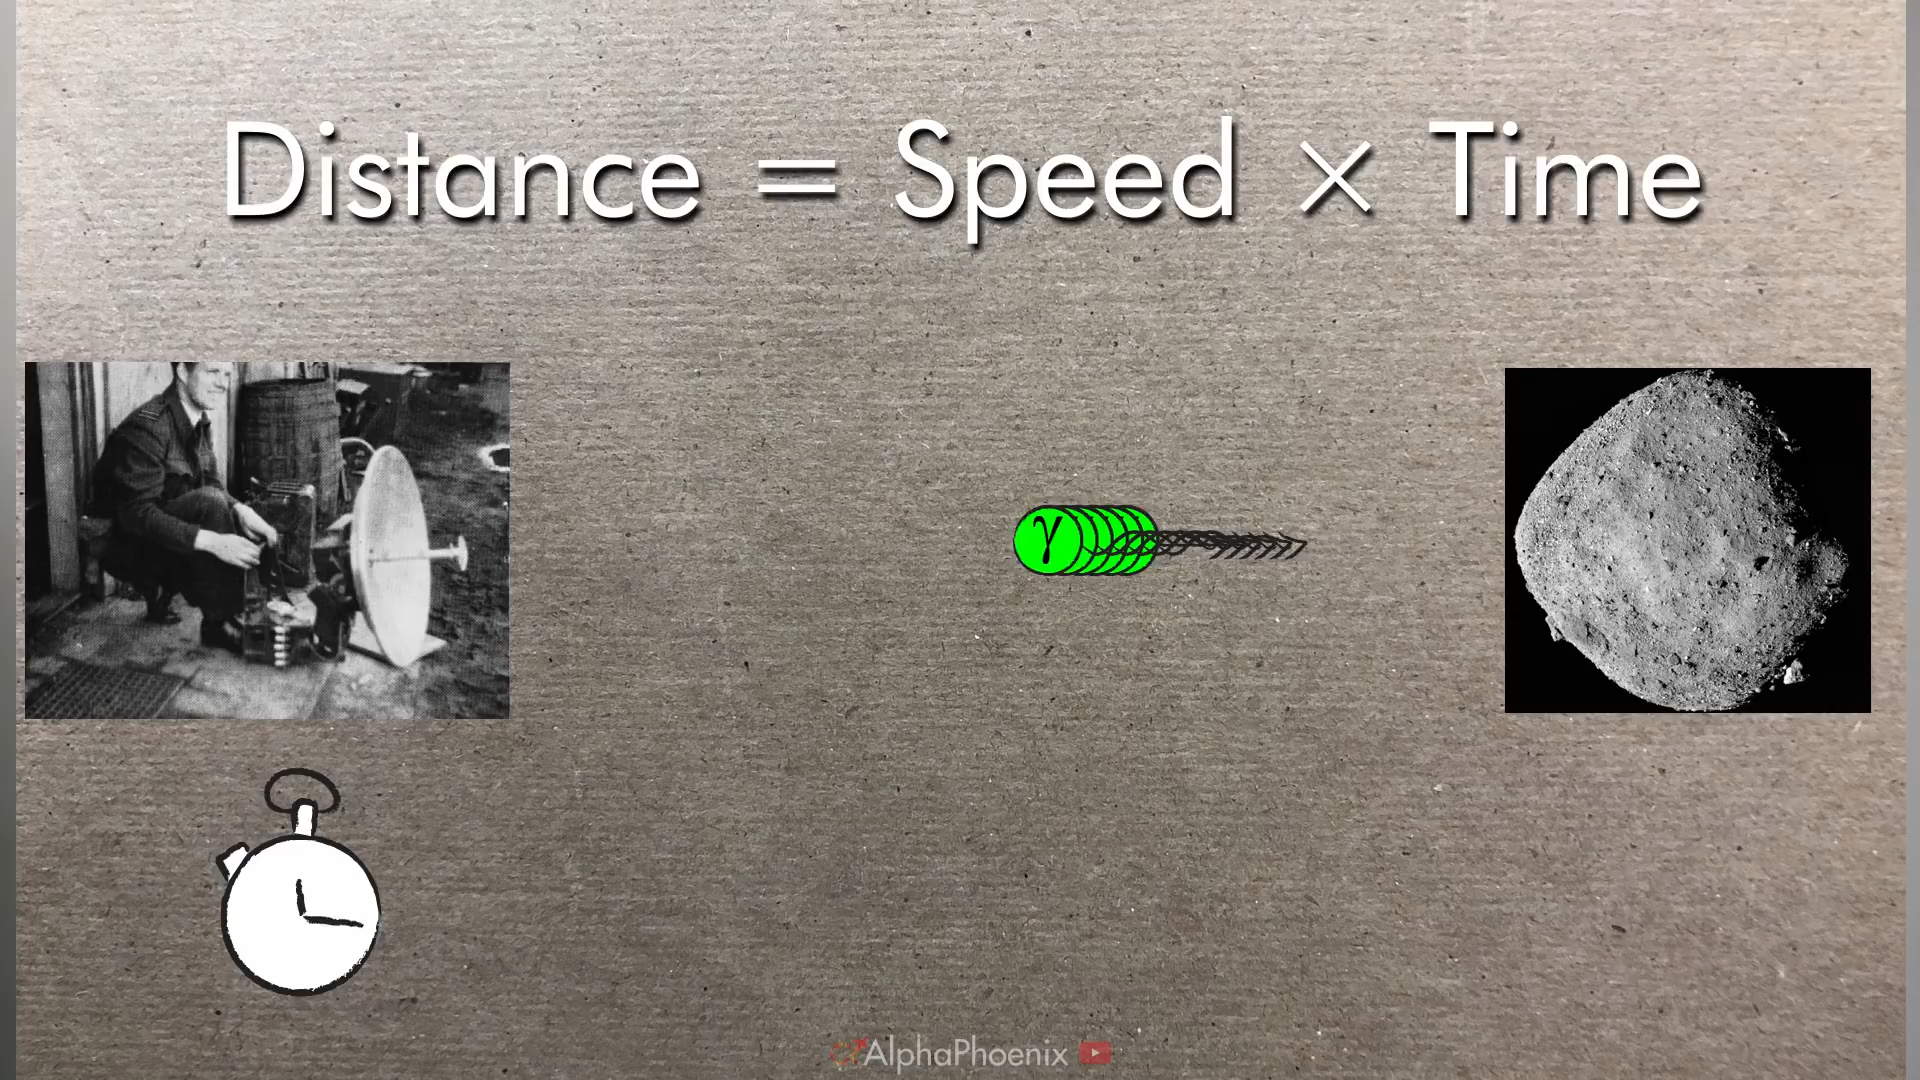 Distance = Speed × Time
γ
AlphaPhoenix